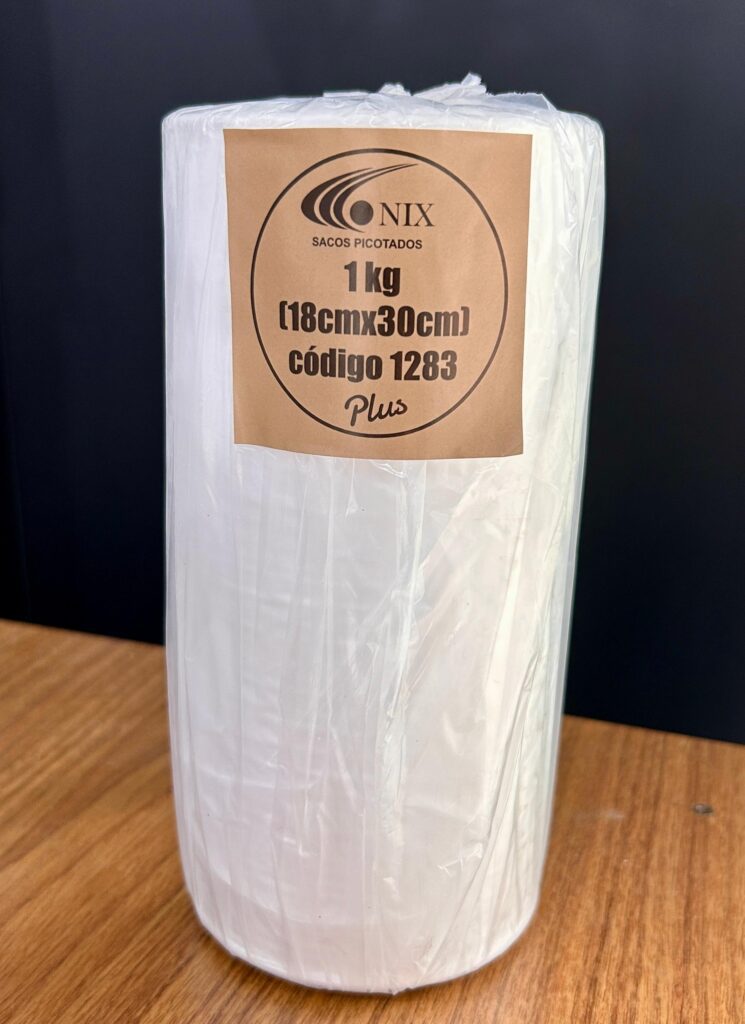 ONIX
SACOS PICOTADOS
1 kg
(18cmx30cm)
código 1283
Plus